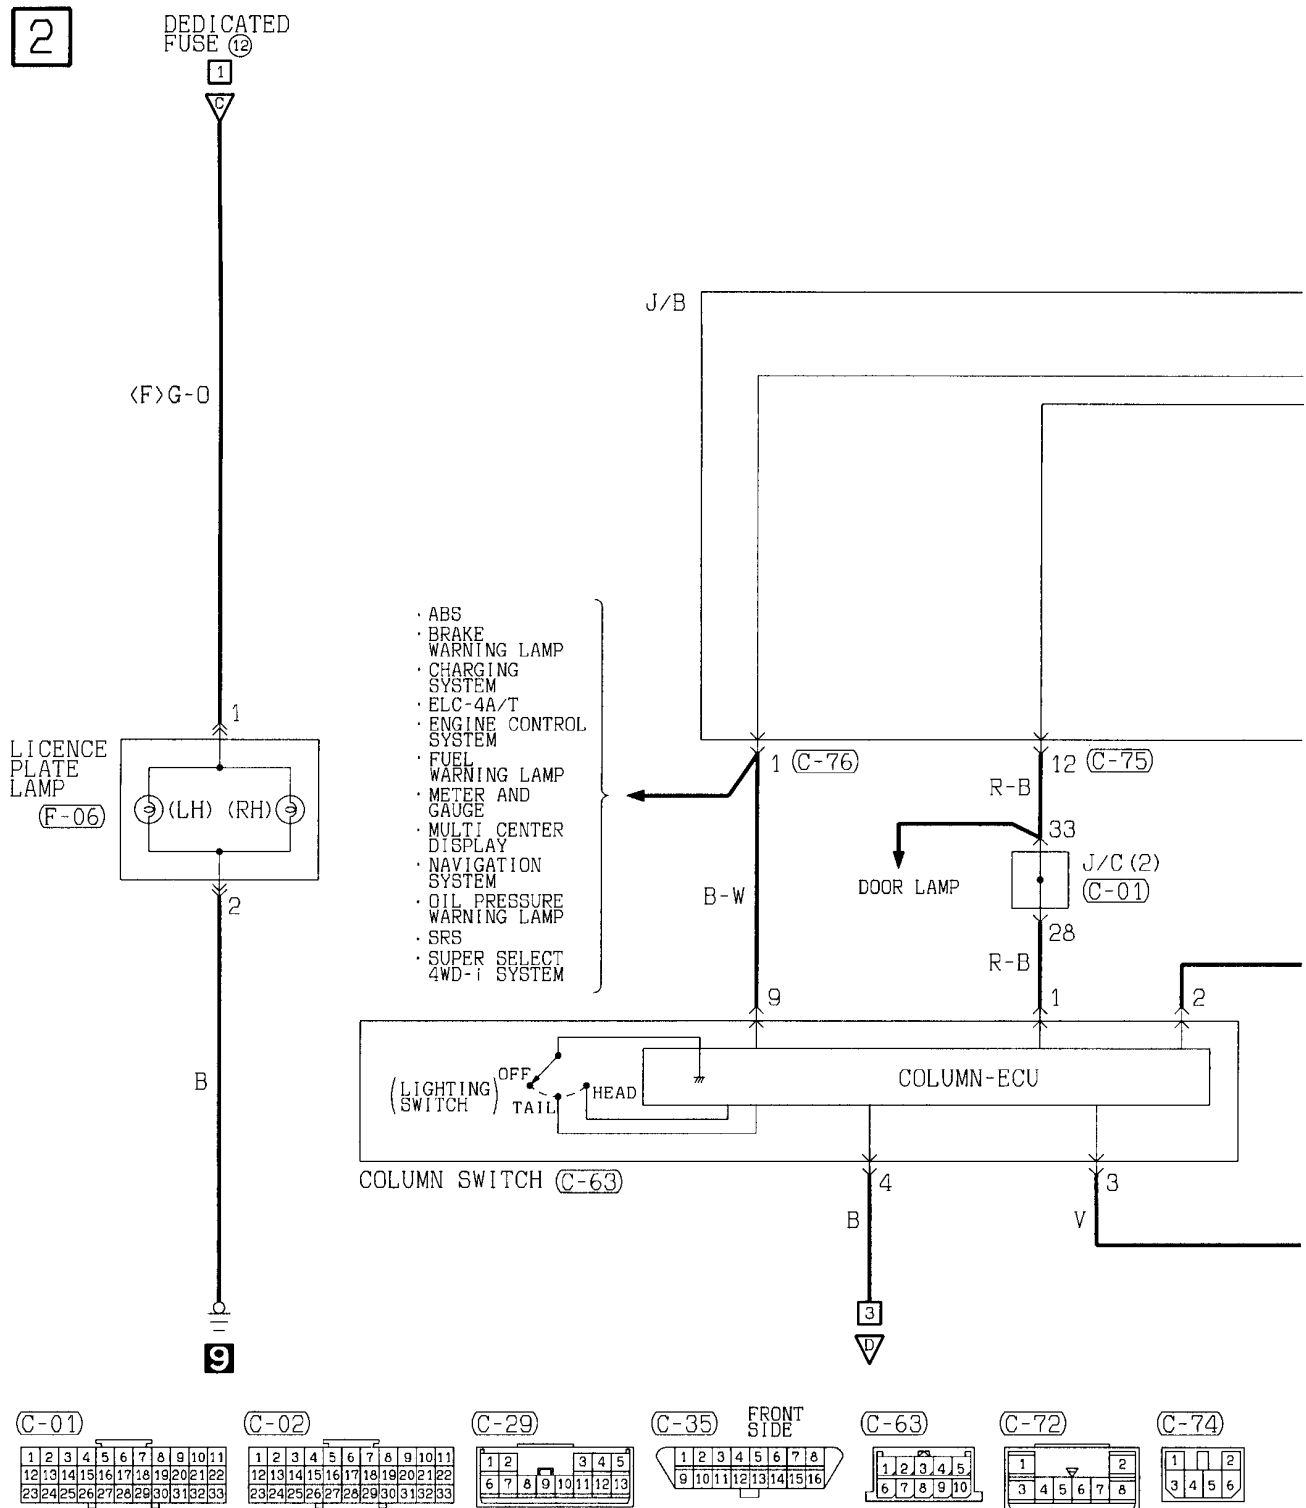 2
DEDICATED
FUSE 12
1
C
J/B
<F>G-O
· ABS
· BRAKE
WARNING LAMP
· CHARGING
SYSTEM
· ELC-4A/T
· ENGINE CONTROL
SYSTEM
· FUEL
WARNING LAMP
· METER AND
GAUGE
· MULTI CENTER
DISPLAY
· NAVIGATION
SYSTEM
· OIL PRESSURE
WARNING LAMP
· SRS
· SUPER SELECT
4WD-i SYSTEM
1
LICENCE
PLATE
LAMP
F-06
(LH) (RH)
2
1 C-76
12 C-75
R-B
33
J/C (2)
C-01
DOOR LAMP
B-W
28
R-B
9
1
2
B
(LIGHTING
SWITCH)
OFF
TAIL
HEAD
COLUMN-ECU
COLUMN SWITCH C-63
4
3
B
V
3
D
9
C-01
1 2 3 4 5 6 7 8 9 10 11
12 13 14 15 16 17 18 19 20 21 22
23 24 25 26 27 28 29 30 31 32 33
C-02
1 2 3 4 5 6 7 8 9 10 11
12 13 14 15 16 17 18 19 20 21 22
23 24 25 26 27 28 29 30 31 32 33
C-29
1 2 3 4 5
6 7 8 9 10 11 12 13
C-35 FRONT
SIDE
1 2 3 4 5 6 7 8
9 10 11 12 13 14 15 16
C-63
1 2 3 4 5
6 7 8 9 10
C-72
1 2
3 4 5 6 7 8
C-74
1 2
3 4 5 6